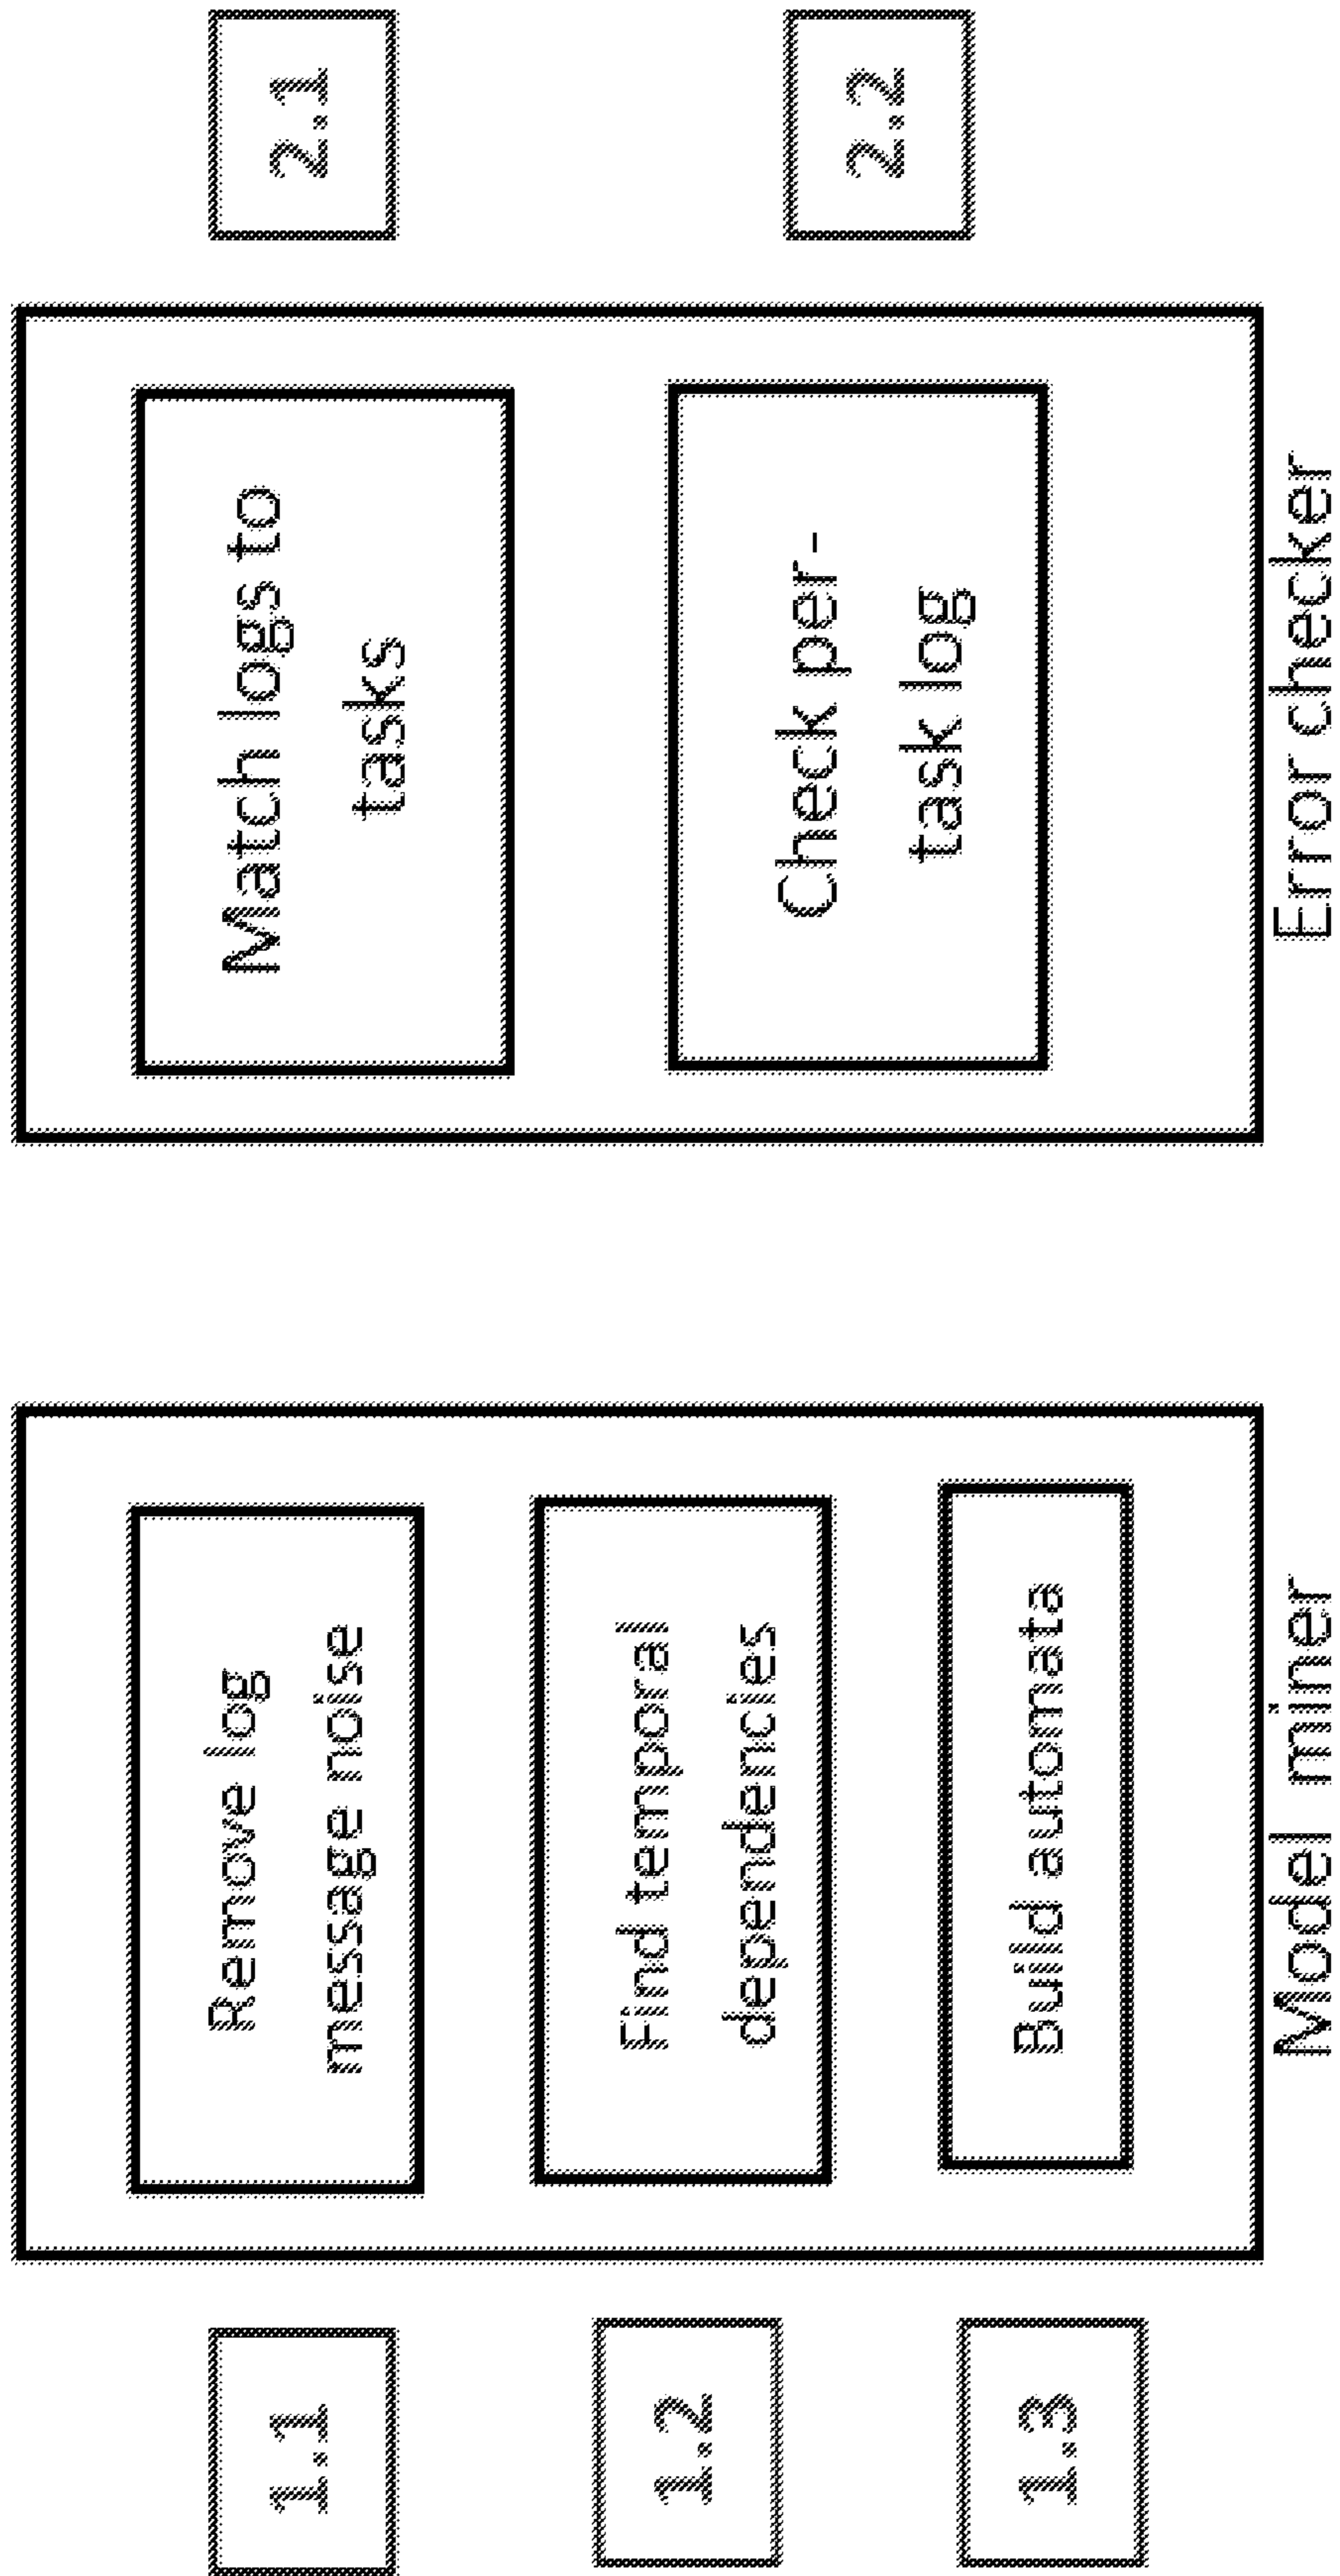 1.1
Remove log
message noise
1.2
Find temporal
dependencies
1.3
Build automata
Model miner
2.1
Match logs to
tasks
2.2
Check per-
task log
Error checker